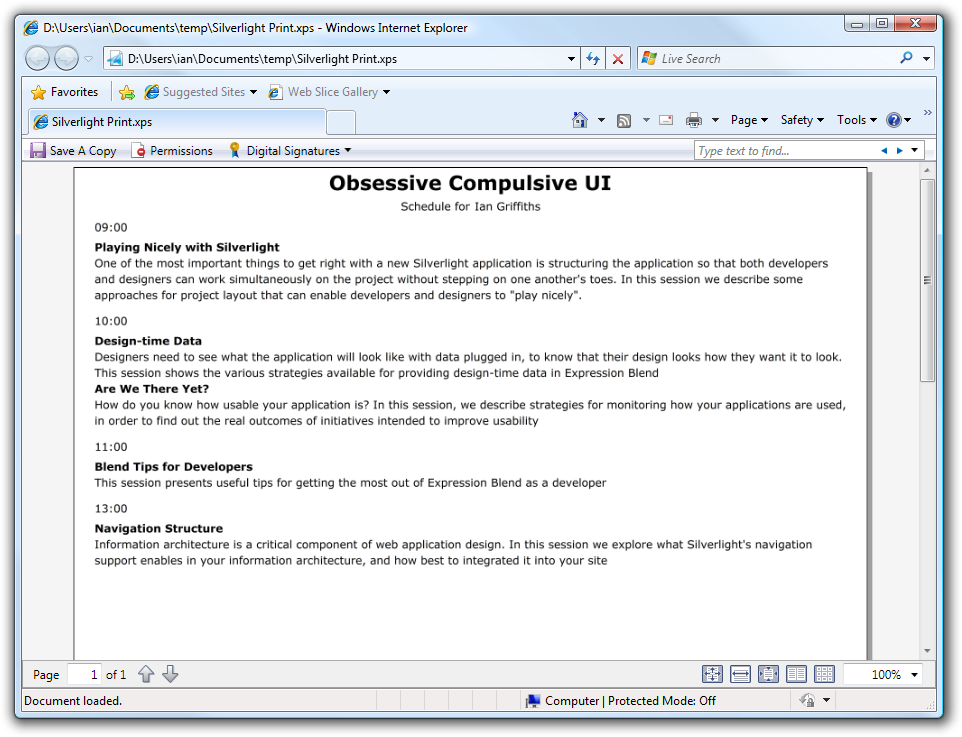 D:\Users\ian\Documents\temp\Silverlight Print.xps - Windows Internet Explorer
D:\Users\ian\Documents\temp\Silverlight Print.xps
Live Search
Favorites
Suggested Sites
Web Slice Gallery
Silverlight Print.xps
Page
Safety
Tools
Save A Copy
Permissions
Digital Signatures
Type text to find...
Obsessive Compulsive UI
Schedule for Ian Griffiths
09:00
Playing Nicely with Silverlight
One of the most important things to get right with a new Silverlight application is structuring the application so that both developers
and designers can work simultaneously on the project without stepping on one another's toes. In this session we describe some
approaches for project layout that can enable developers and designers to "play nicely".
10:00
Design-time Data
Designers need to see what the application will look like with data plugged in, to know that their design looks how they want it to look.
This session shows the various strategies available for providing design-time data in Expression Blend
Are We There Yet?
How do you know how usable your application is? In this session, we describe strategies for monitoring how your applications are used,
in order to find out the real outcomes of initiatives intended to improve usability
11:00
Blend Tips for Developers
This session presents useful tips for getting the most out of Expression Blend as a developer
13:00
Navigation Structure
Information architecture is a critical component of web application design. In this session we explore what Silverlight's navigation
support enables in your information architecture, and how best to integrated it into your site
Page 1 of 1
100%
Document loaded.
Computer | Protected Mode: Off